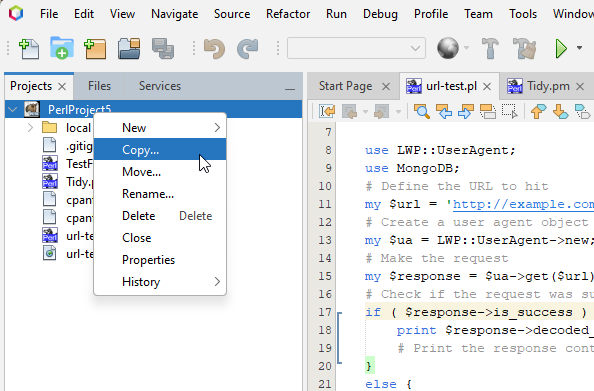 File Edit View Navigate Source Refactor Run Debug Profile Team Tools Window
Projects Files Services
Start Page url-test.pl Tidy.pm
PerlProject5
local
.gitig
TestF
Tidy.p
cpan
cpan
url-te
url-te
New
Copy...
Move...
Rename...
Delete Delete
Close
Properties
History
7
8 use LWP::UserAgent;
9 use MongoDB;
10 # Define the URL to hit
11 my $url = 'http://example.com
12 # Create a user agent object
13 my $ua = LWP::UserAgent->new;
14 # Make the request
15 my $response = $ua->get($url)
16 # Check if the request was su
17 if ( $response->is_success )
18 print $response->decoded_
19 # Print the response cont
20 }
21 else {